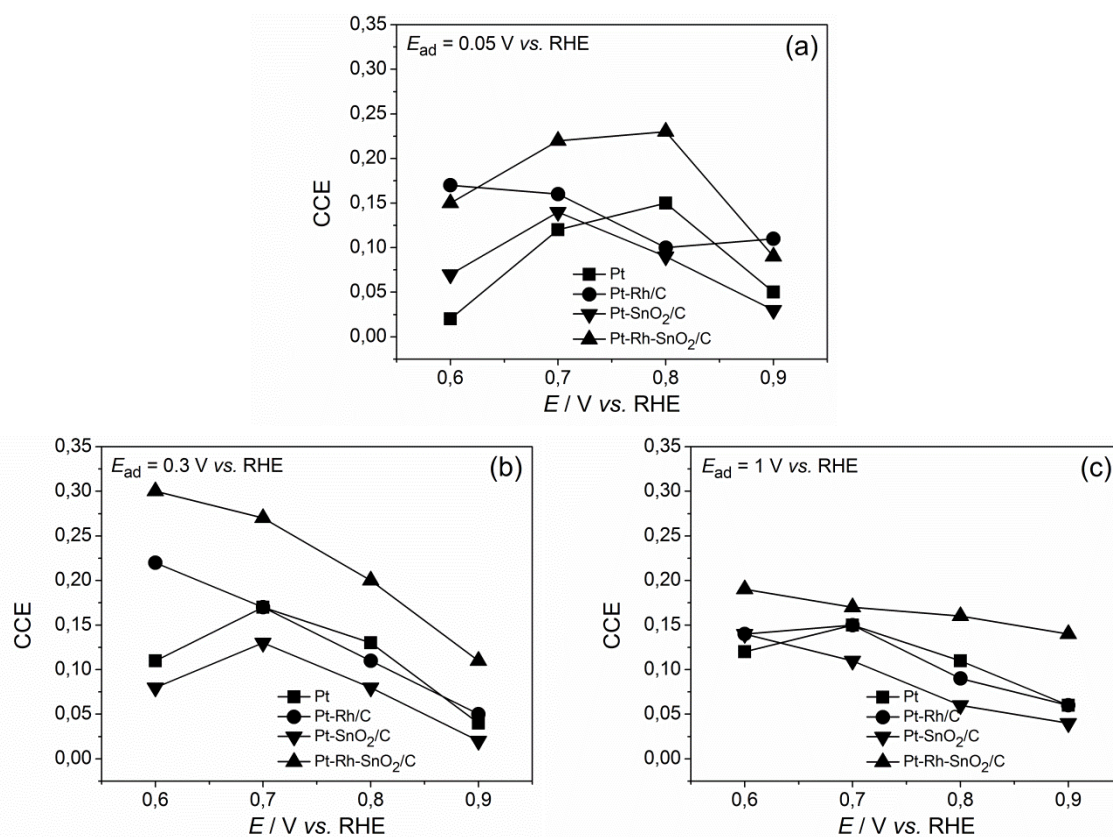 E_ad = 0.05 V vs. RHE
(a)
0,35
0,30
0,25
0,20
0,15
0,10
0,05
0,00
CCE
Pt
Pt-Rh/C
Pt-SnO₂/C
Pt-Rh-SnO₂/C
0,6 0,7 0,8 0,9
E / V vs. RHE
E_ad = 0.3 V vs. RHE
(b)
0,35
0,30
0,25
0,20
0,15
0,10
0,05
0,00
CCE
Pt
Pt-Rh/C
Pt-SnO₂/C
Pt-Rh-SnO₂/C
0,6 0,7 0,8 0,9
E / V vs. RHE
E_ad = 1 V vs. RHE
(c)
0,35
0,30
0,25
0,20
0,15
0,10
0,05
0,00
CCE
Pt
Pt-Rh/C
Pt-SnO₂/C
Pt-Rh-SnO₂/C
0,6 0,7 0,8 0,9
E / V vs. RHE